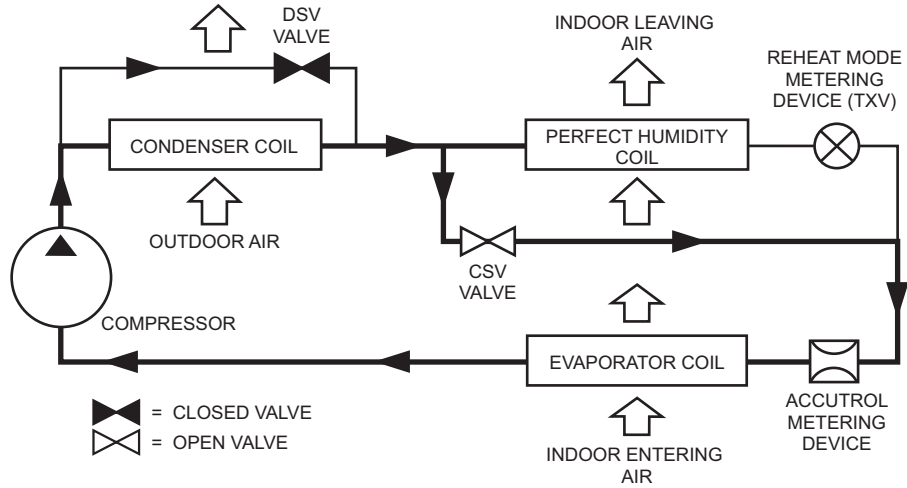 DSV
VALVE
INDOOR LEAVING
AIR
REHEAT MODE
METERING
DEVICE (TXV)
CONDENSER COIL
PERFECT HUMIDITY
COIL
OUTDOOR AIR
CSV
VALVE
COMPRESSOR
EVAPORATOR COIL
ACCUTROL
METERING
DEVICE
= CLOSED VALVE
= OPEN VALVE
INDOOR ENTERING
AIR